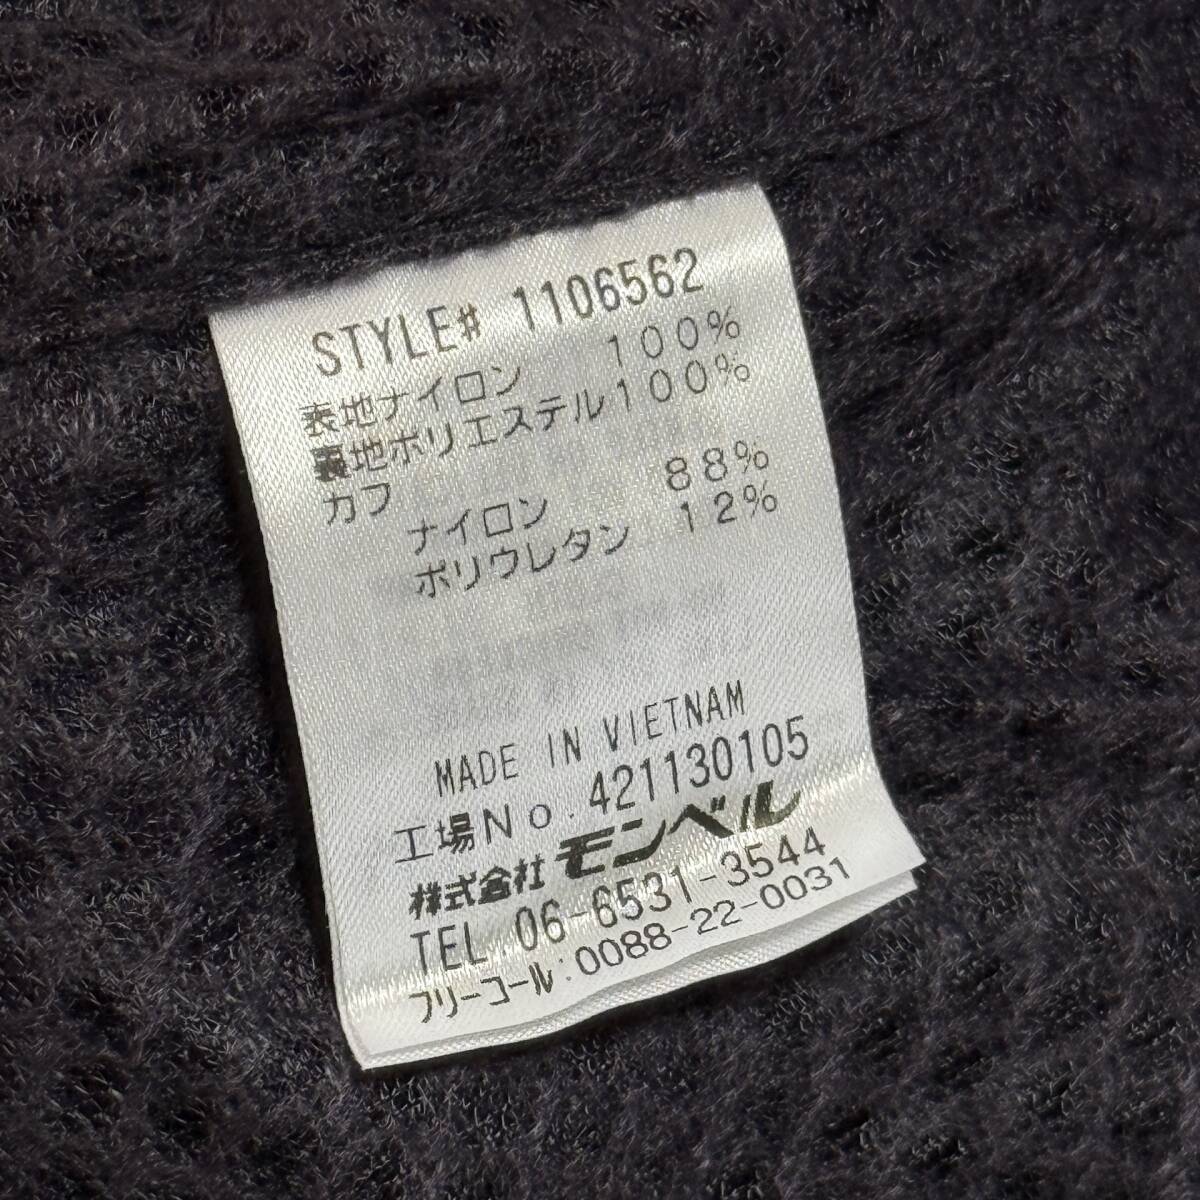 STYLE# 1106562
表地ナイロン 100%
裏地ポリエステル100%
カフ
ナイロン 88%
ポリウレタン 12%
MADE IN VIETNAM
工場No. 421130105
株式会社 モンベル
TEL 06-6531-3544
フリーコール:0088-22-0031